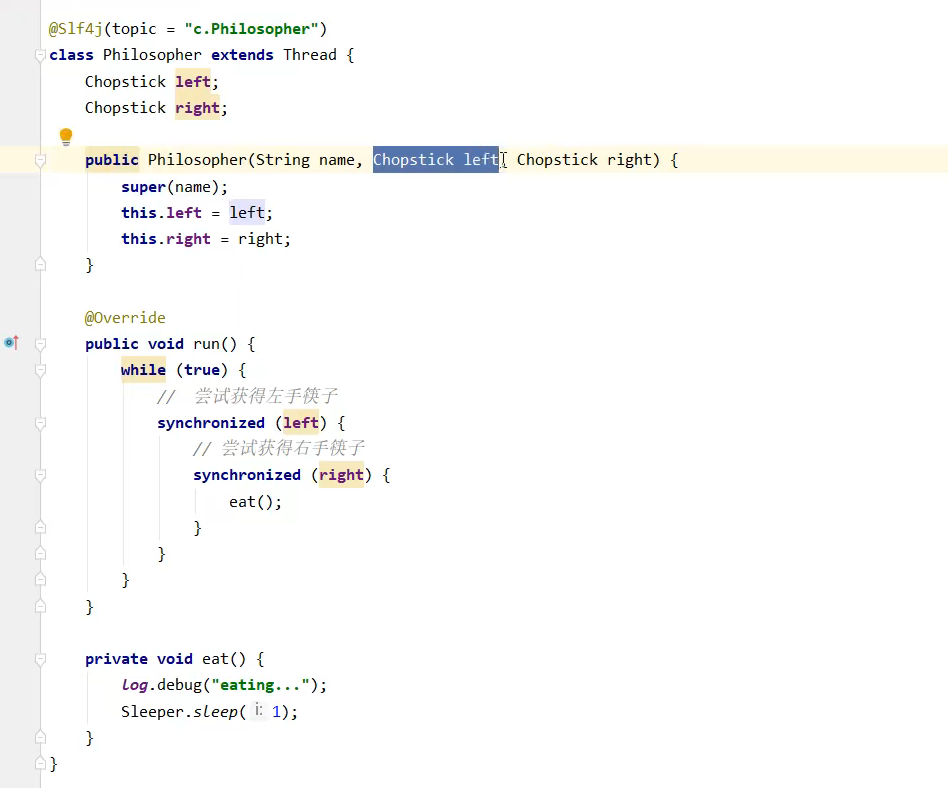 @Slf4j(topic = "c.Philosopher")
class Philosopher extends Thread {
    Chopstick left;
    Chopstick right;

    public Philosopher(String name, Chopstick left, Chopstick right) {
        super(name);
        this.left = left;
        this.right = right;
    }

    @Override
    public void run() {
        while (true) {
            //  尝试获得左手筷子
            synchronized (left) {
                // 尝试获得右手筷子
                synchronized (right) {
                    eat();
                }
            }
        }
    }

    private void eat() {
        log.debug("eating...");
        Sleeper.sleep( i: 1);
    }
}